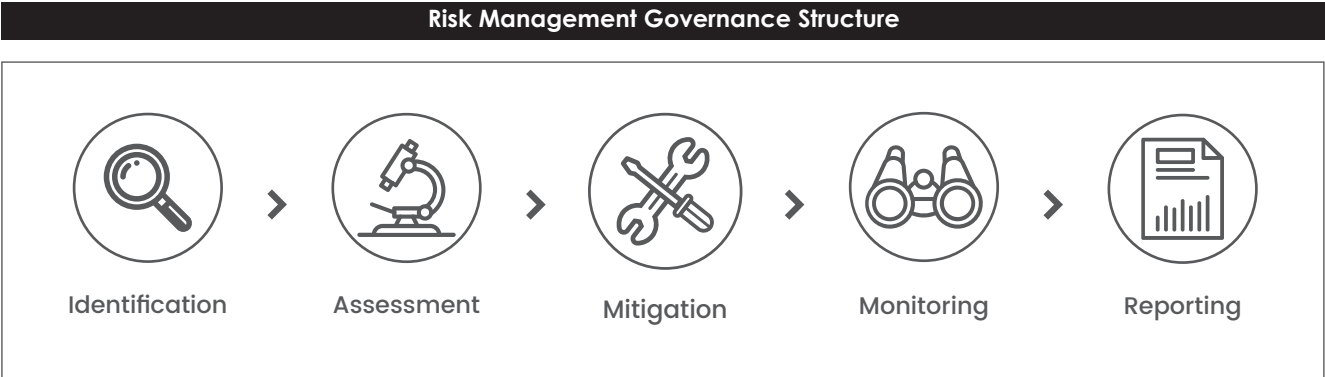 Risk Management Governance Structure
Identification
Assessment
Mitigation
Monitoring
Reporting